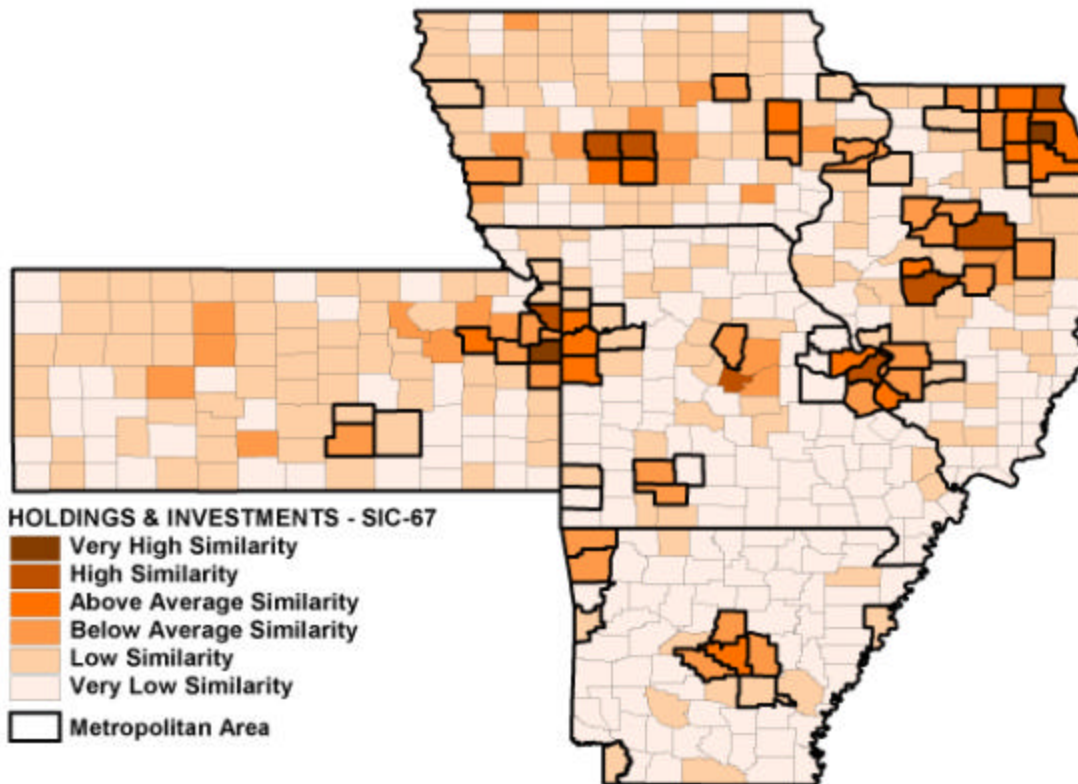 HOLDINGS & INVESTMENTS - SIC-67
Very High Similarity
High Similarity
Above Average Similarity
Below Average Similarity
Low Similarity
Very Low Similarity
Metropolitan Area